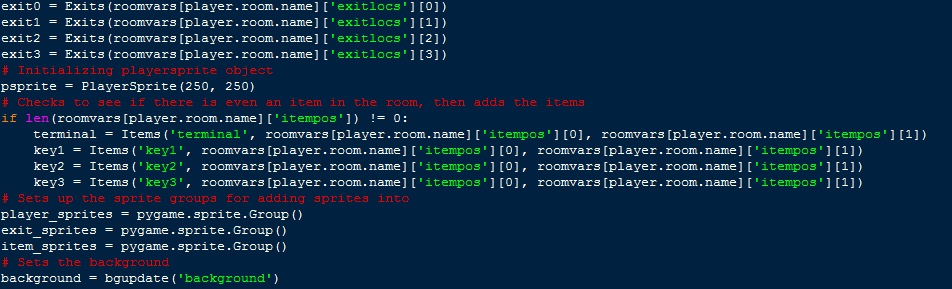 exit0 = Exits(roomvars[player.room.name]['exitlocs'][0])
exit1 = Exits(roomvars[player.room.name]['exitlocs'][1])
exit2 = Exits(roomvars[player.room.name]['exitlocs'][2])
exit3 = Exits(roomvars[player.room.name]['exitlocs'][3])
# Initializing playersprite object
psprite = PlayerSprite(250, 250)
# Checks to see if there is even an item in the room, then adds the items
if len(roomvars[player.room.name]['itempos']) != 0:
    terminal = Items('terminal', roomvars[player.room.name]['itempos'][0], roomvars[player.room.name]['itempos'][1])
    key1 = Items('key1', roomvars[player.room.name]['itempos'][0], roomvars[player.room.name]['itempos'][1])
    key2 = Items('key2', roomvars[player.room.name]['itempos'][0], roomvars[player.room.name]['itempos'][1])
    key3 = Items('key3', roomvars[player.room.name]['itempos'][0], roomvars[player.room.name]['itempos'][1])
# Sets up the sprite groups for adding sprites into
player_sprites = pygame.sprite.Group()
exit_sprites = pygame.sprite.Group()
item_sprites = pygame.sprite.Group()
# Sets the background
background = bgupdate('background')